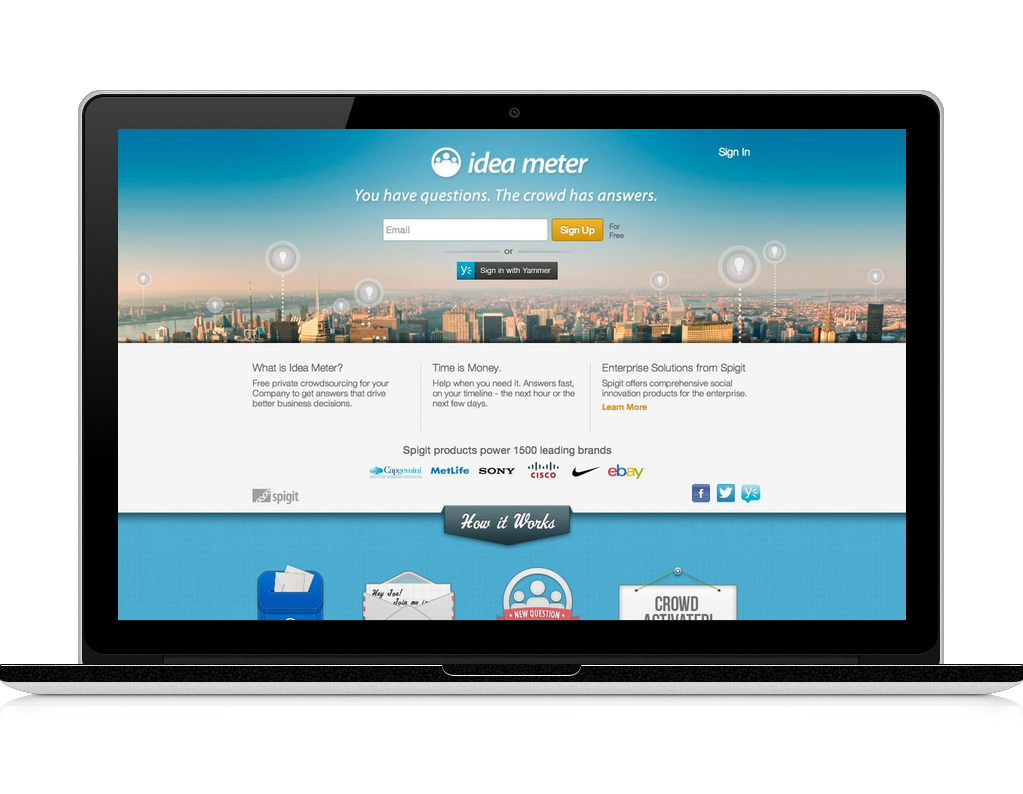 Sign In
idea meter
You have questions. The crowd has answers.
Email
Sign Up
For
Free
or
Sign in with Yammer
What is Idea Meter?
Free private crowdsourcing for your
Company to get answers that drive
better business decisions.
Time is Money.
Help when you need it. Answers fast,
on your timeline - the next hour or the
next few days.
Enterprise Solutions from Spigit
Spigit offers comprehensive social
innovation products for the enterprise.
Learn More
Spigit products power 1500 leading brands
Capgemini
MetLife
SONY
CISCO
ebay
spigit
How it Works
Hey Joe!
Join me in
NEW QUESTION
CROWD
ACTIVATED!